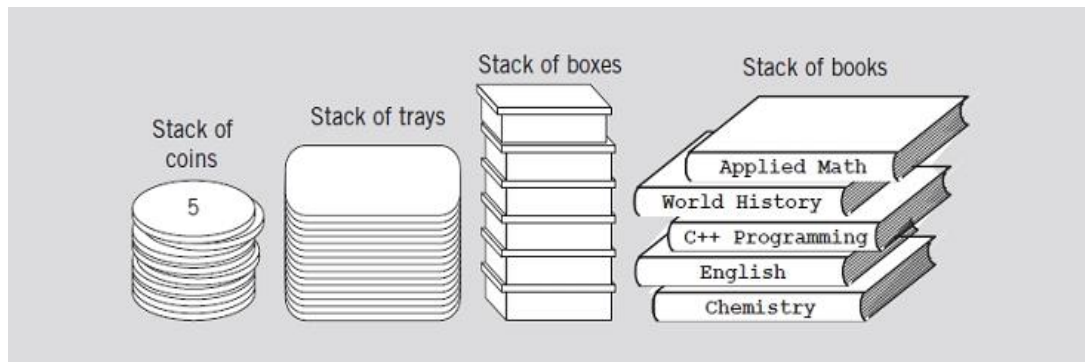 Stack of
coins
5
Stack of trays
Stack of boxes
Stack of books
Applied Math
World History
C++ Programming
English
Chemistry